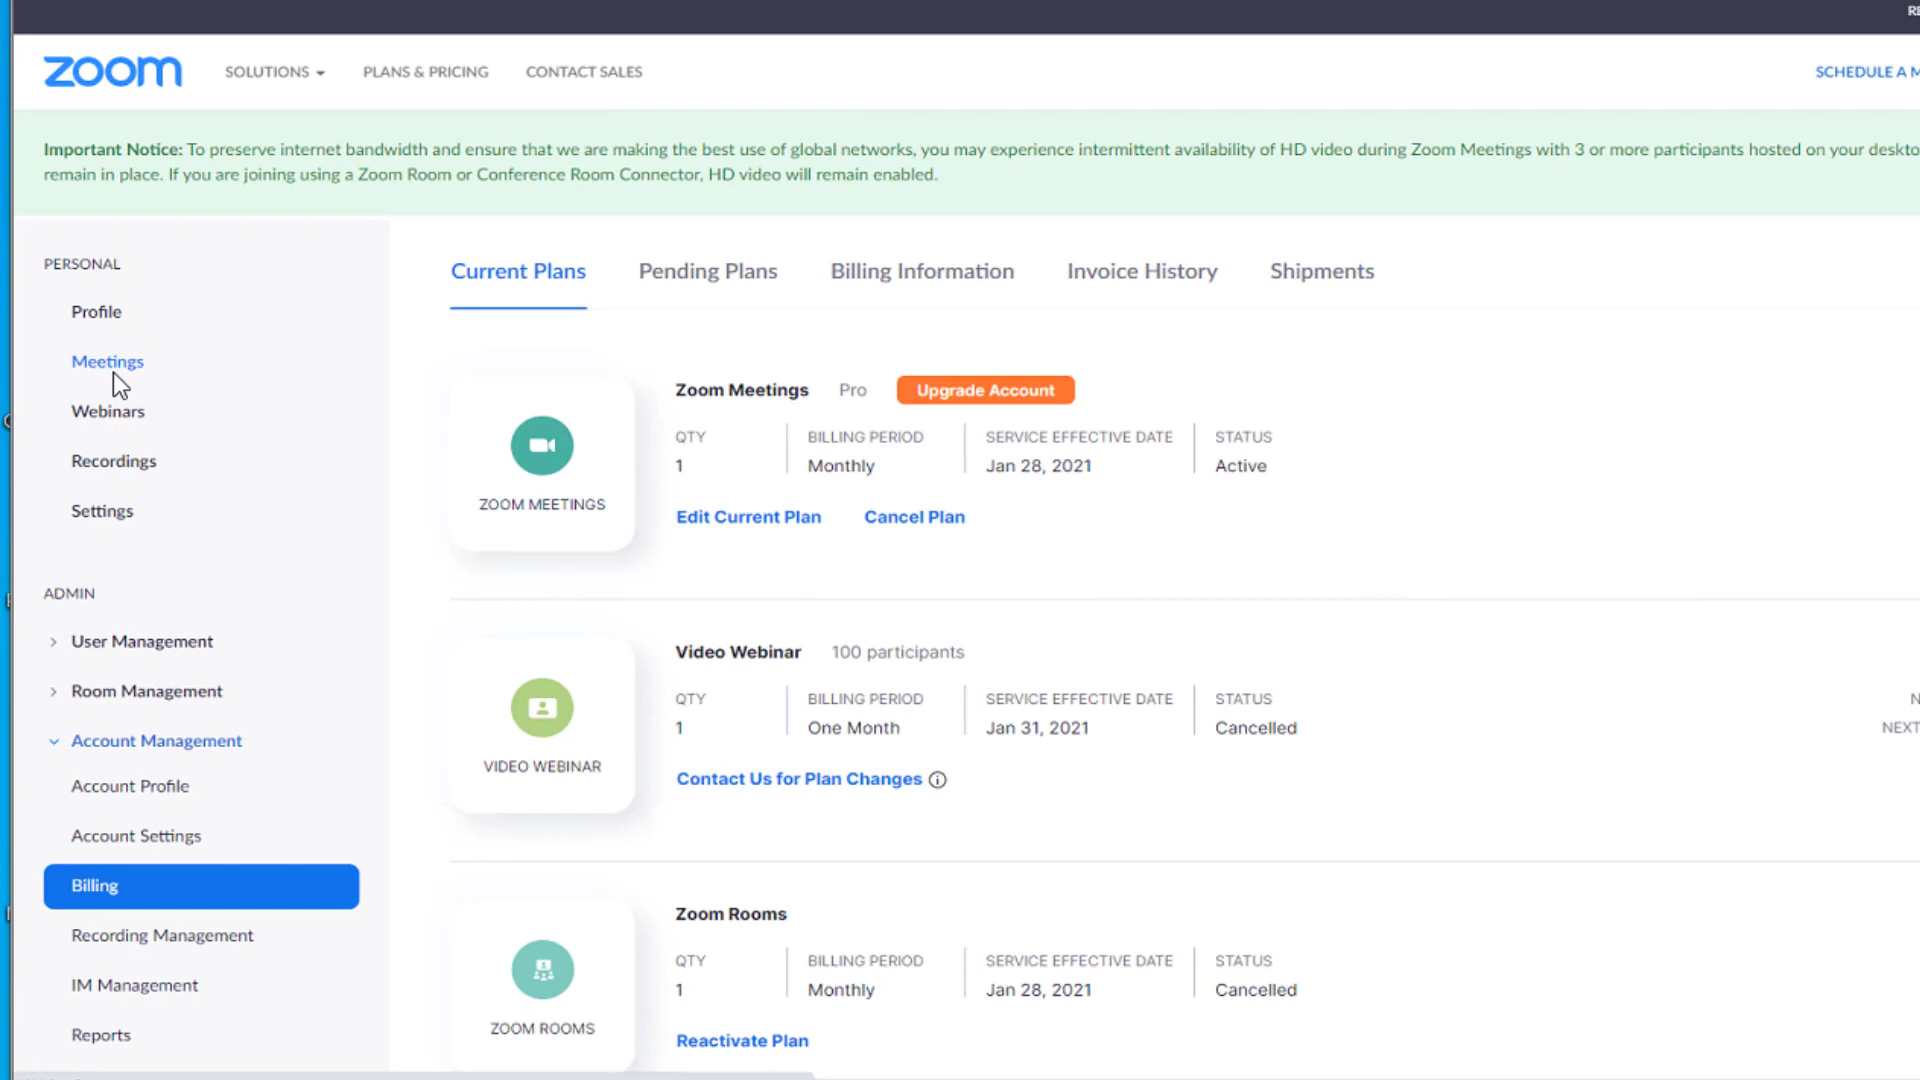 zoom
SOLUTIONS
PLANS & PRICING
CONTACT SALES
SCHEDULE A
Important Notice: To preserve internet bandwidth and ensure that we are making the best use of global networks, you may experience intermittent availability of HD video during Zoom Meetings with 3 or more participants hosted on your
remain in place. If you are joining using a Zoom Room or Conference Room Connector, HD video will remain enabled.
PERSONAL
Profile
Meetings
Webinars
Recordings
Settings
ADMIN
User Management
Room Management
Account Management
Account Profile
Account Settings
Billing
Recording Management
IM Management
Reports
Current Plans
Pending Plans
Billing Information
Invoice History
Shipments
ZOOM MEETINGS
Zoom Meetings Pro Upgrade Account
QTY BILLING PERIOD SERVICE EFFECTIVE DATE STATUS
1 Monthly Jan 28, 2021 Active
Edit Current Plan Cancel Plan
VIDEO WEBINAR
Video Webinar 100 participants
QTY BILLING PERIOD SERVICE EFFECTIVE DATE STATUS
1 One Month Jan 31, 2021 Cancelled
NEXT
Contact Us for Plan Changes
ZOOM ROOMS
Zoom Rooms
QTY BILLING PERIOD SERVICE EFFECTIVE DATE STATUS
1 Monthly Jan 28, 2021 Cancelled
Reactivate Plan